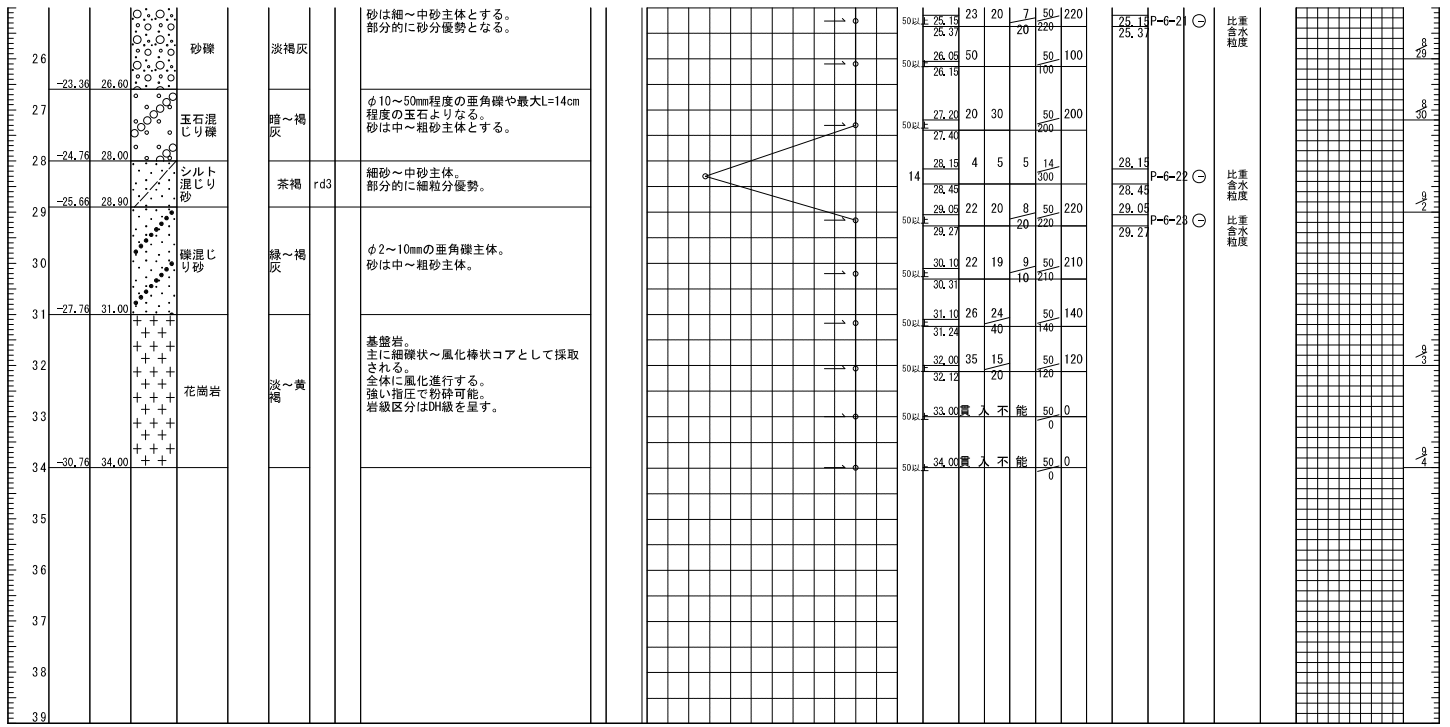 砂は細～中砂主体とする。
部分的に砂分優勢となる。
砂礫
淡褐灰
50以上 25.15 23 20 7 50 220
25.37 20 220
25.15 P-6-21
25.37
比重
含水
粒度
26
50以上 26.05 50 50 100
26.15 100
8
29
-23.36 26.60
27
玉石混
じり礫
暗～褐
灰
φ10～50mm程度の亜角礫や最大L=14cm
程度の玉石よりなる。
砂は中～粗砂主体とする。
50以上 27.20 20 30 50 200
27.40 200
8
30
28
-24.76 28.00
シルト
混じり
砂
茶褐 rd3
細砂～中砂主体。
部分的に細粒分優勢。
14 28.15 4 5 5 14
28.45 300
28.15 P-6-22
28.45
比重
含水
粒度
-25.66 28.90
9
2
29
50以上 29.05 22 20 8 50 220
29.27 20 220
29.05 P-6-23
29.27
比重
含水
粒度
礫混じ
り砂
緑～褐
灰
φ2～10mmの亜角礫主体。
砂は中～粗砂主体。
30
50以上 30.10 22 19 9 50 210
30.31 10 210
-27.76 31.00
31
50以上 31.10 26 24 50 140
31.24 40 140
花崗岩
淡～黄
褐
基盤岩。
主に細礫状～風化棒状コアとして採取
される。
全体に風化進行する。
強い指圧で粉砕可能。
岩級区分はDH級を呈す。
32
50以上 32.00 35 15 50 120
32.12 20 120
9
3
33
50以上 33.00 貫入不能 50 0
0
34
-30.76 34.00
50以上 34.00 貫入不能 50 0
0
9
4
35
36
37
38
39